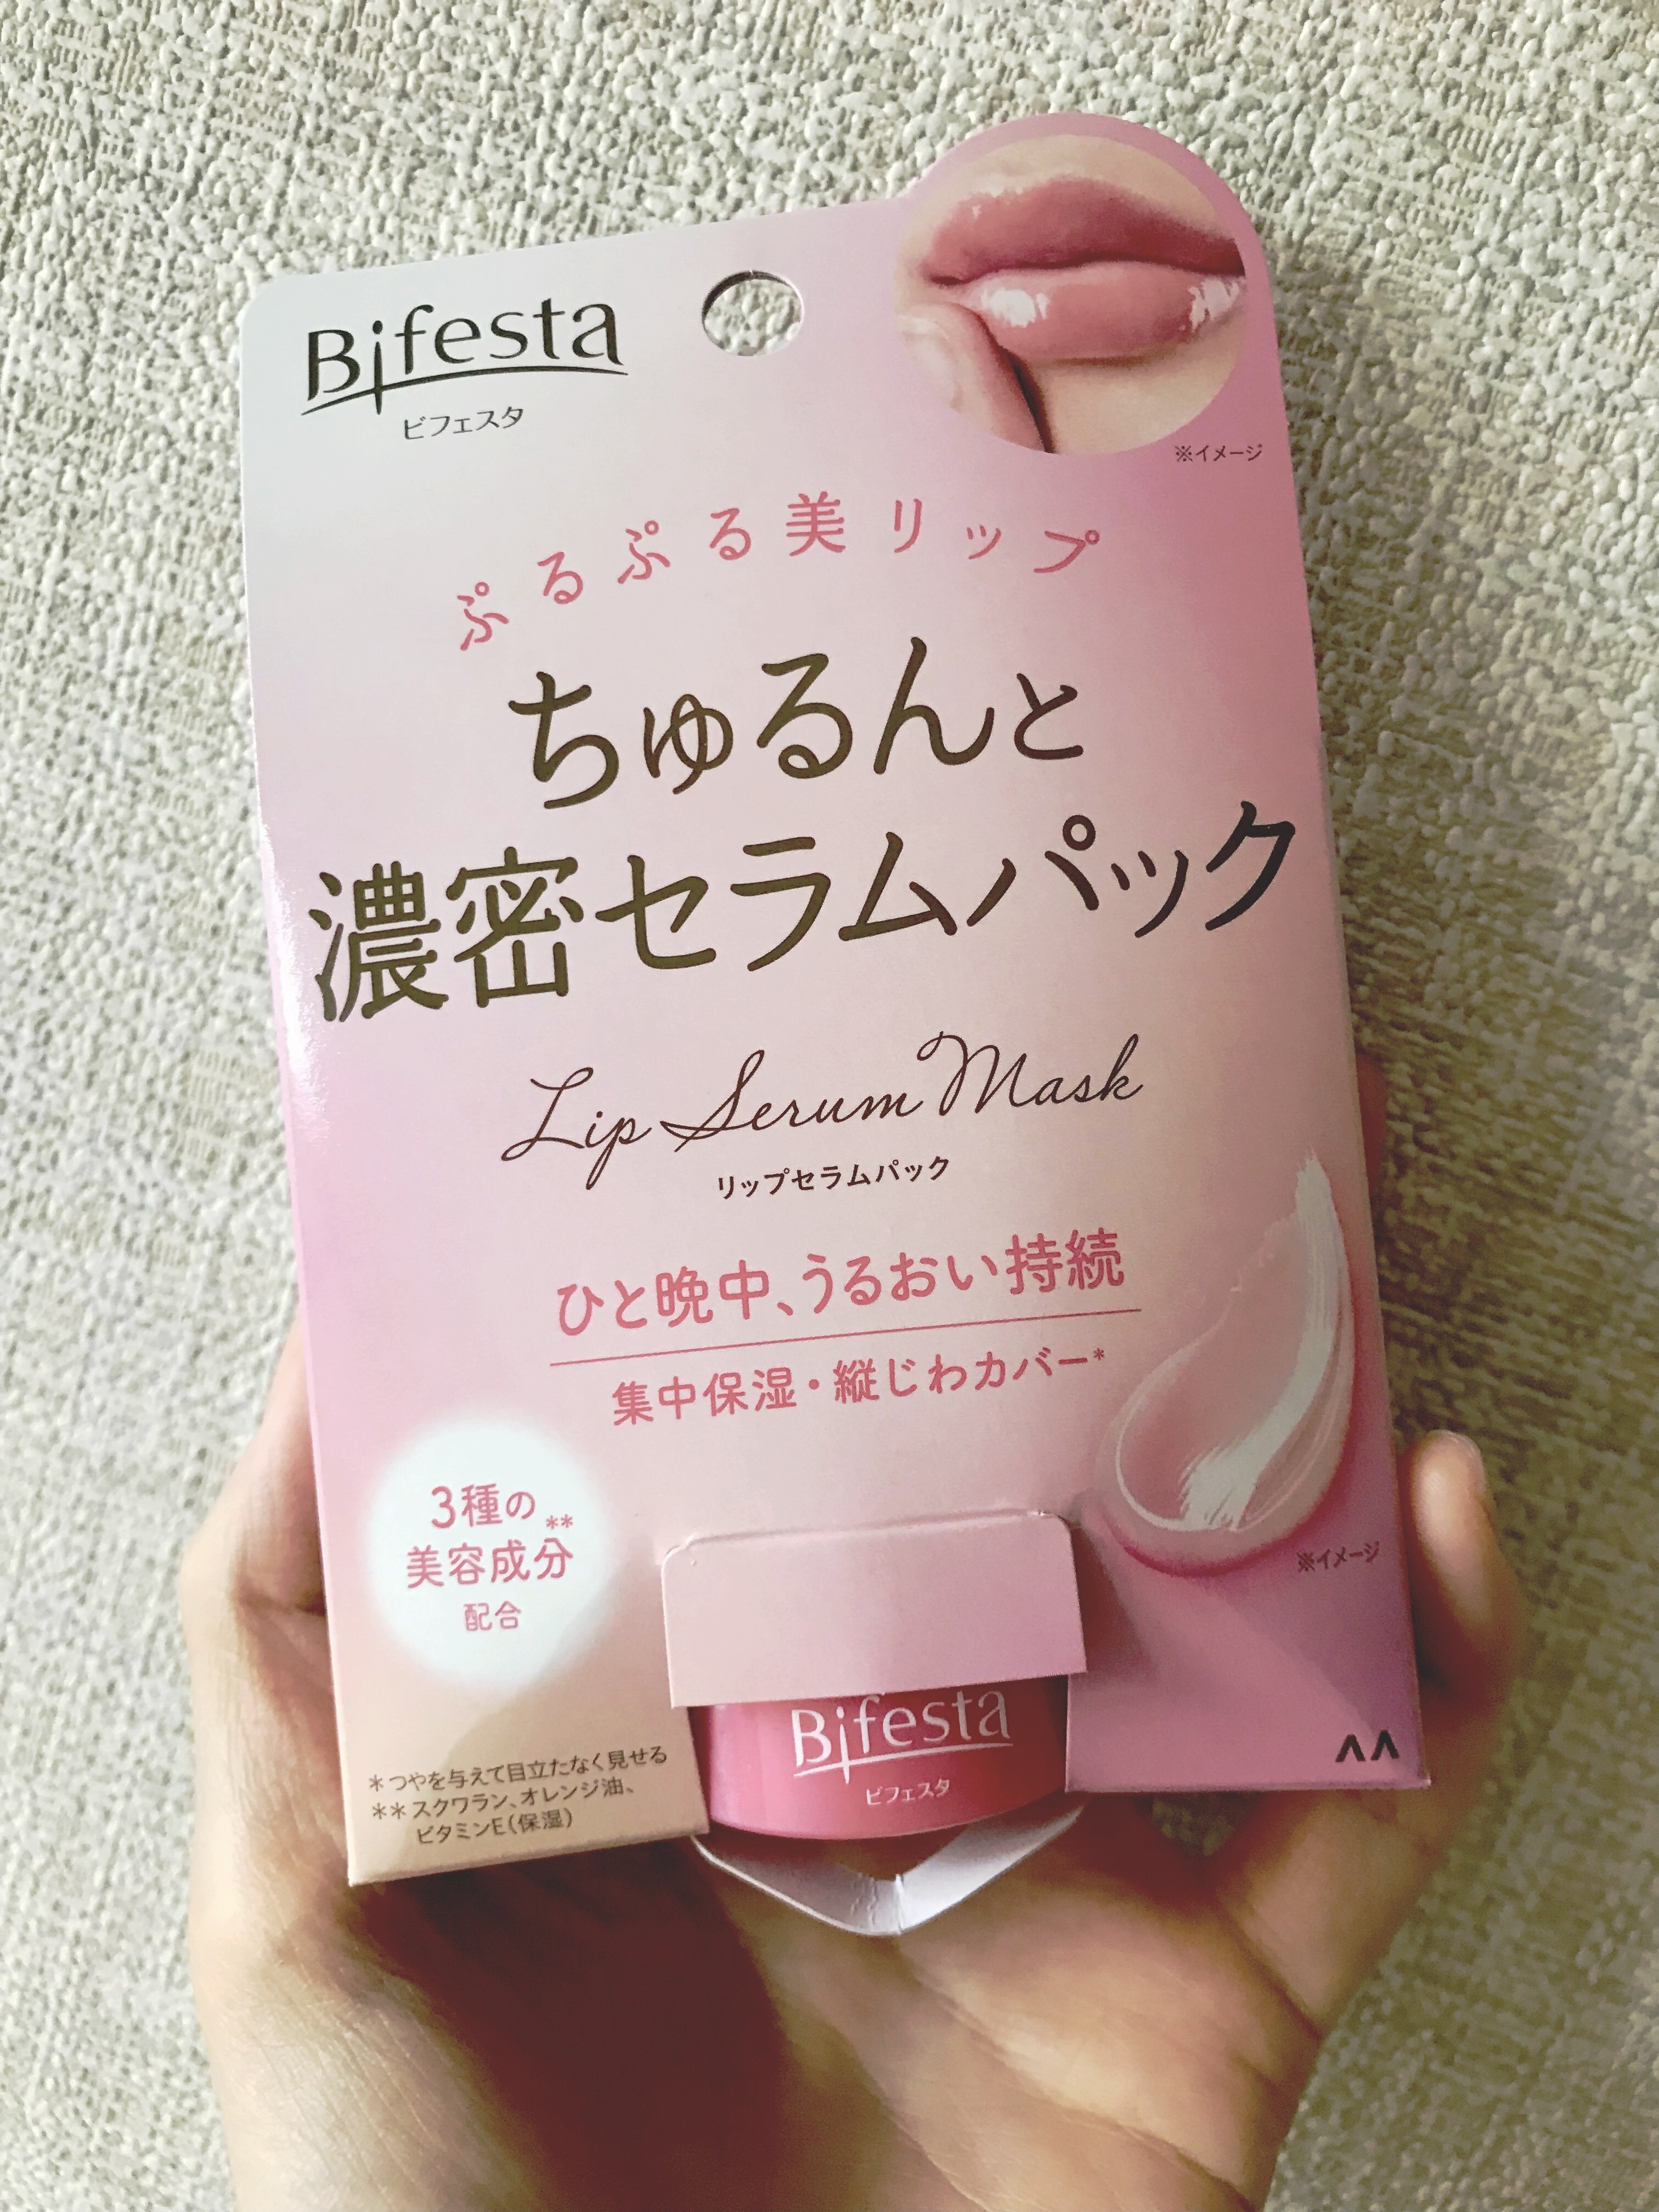 Bifesta
ビフェスタ
※イメージ
ぷるぷる美リップ
ちゅるんと
濃密セラムパック
Lip Serum Mask
リップセラムパック
ひと晩中、うるおい持続
集中保湿・縦じわカバー*
3種の
美容成分**
配合
※イメージ
*つやを与えて目立たなく見せる
**スクワラン、オレンジ油、
ビタミンE(保湿)
Bifesta
ビフェスタ